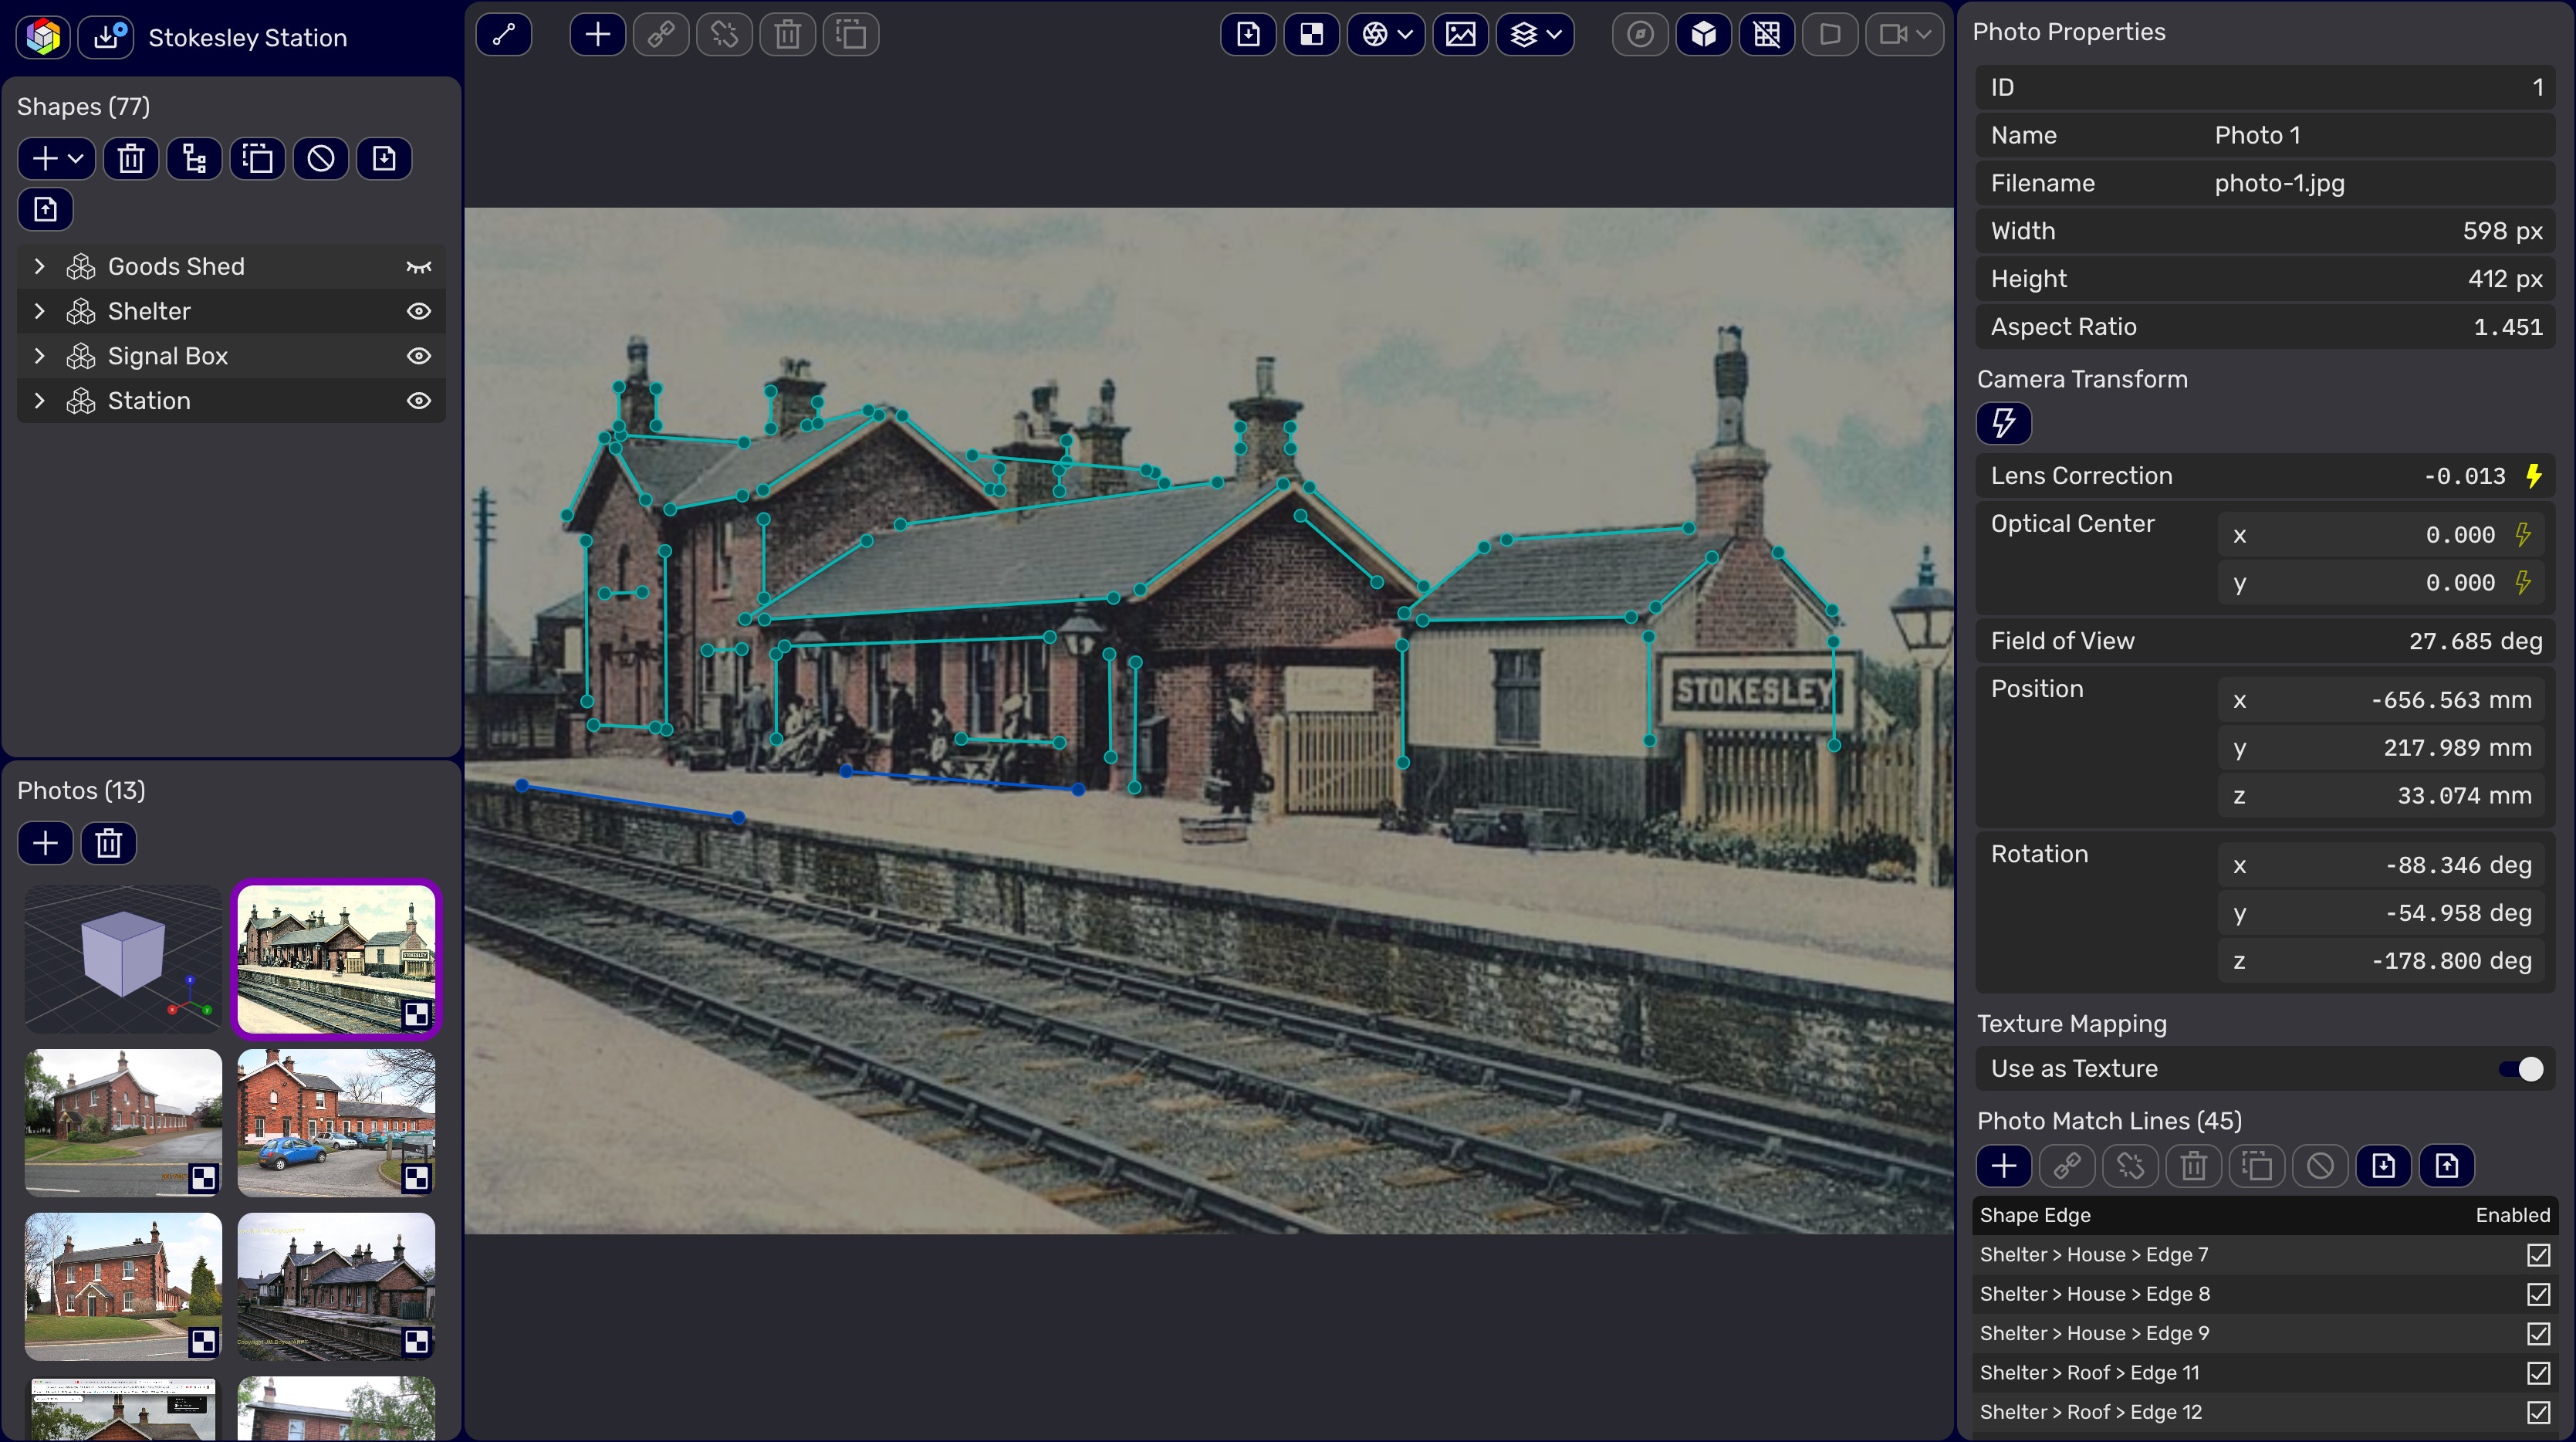 Stokesley Station
Shapes (77)
Goods Shed
Shelter
Signal Box
Station
Photos (13)
STOKESLEY
Photo Properties
ID 1
Name Photo 1
Filename photo-1.jpg
Width 598 px
Height 412 px
Aspect Ratio 1.451
Camera Transform
Lens Correction -0.013
Optical Center x 0.000
y 0.000
Field of View 27.685 deg
Position x -656.563 mm
y 217.989 mm
z 33.074 mm
Rotation x -88.346 deg
y -54.958 deg
z -178.800 deg
Texture Mapping
Use as Texture
Photo Match Lines (45)
Shape Edge Enabled
Shelter > House > Edge 7
Shelter > House > Edge 8
Shelter > House > Edge 9
Shelter > Roof > Edge 11
Shelter > Roof > Edge 12